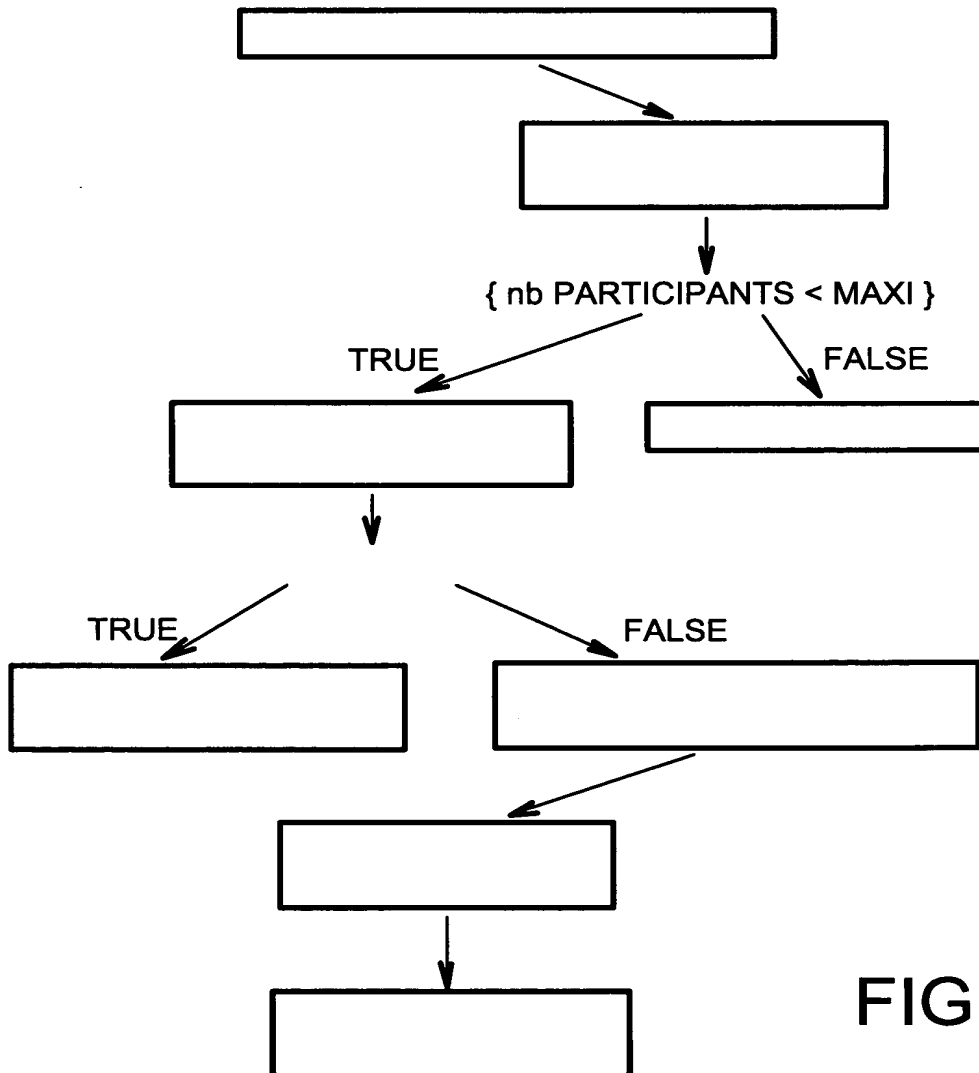 { nb PARTICIPANTS < MAXI }
TRUE
FALSE
TRUE
FALSE
FIG